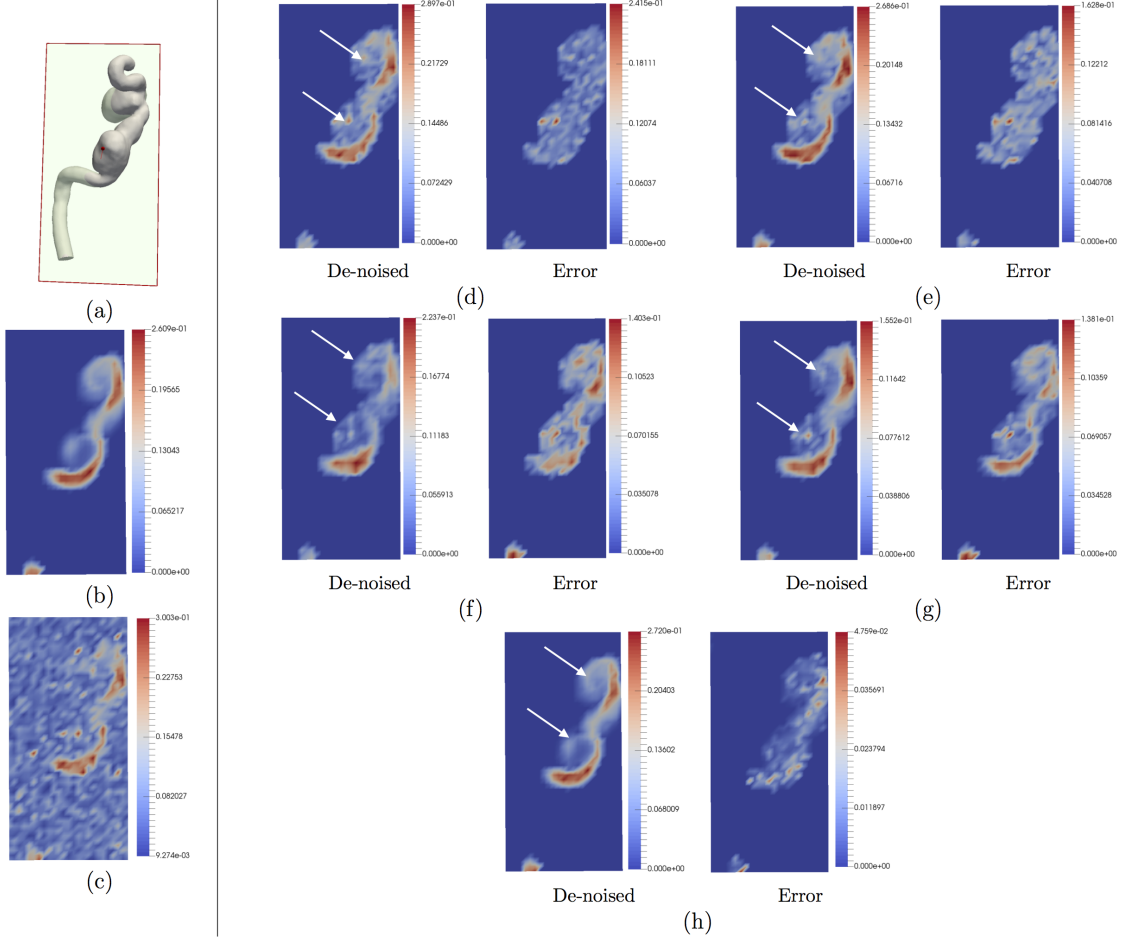 (a)
2.609e-01
0.19565
0.13043
0.065217
0.000e+00
(b)
3.003e-01
0.22753
0.15478
0.082027
9.274e-03
(c)
2.897e-01
0.21729
0.14486
0.072429
0.000e+00
De-noised
2.415e-01
0.18111
0.12074
0.06037
0.000e+00
Error
(d)
2.686e-01
0.20148
0.13432
0.06716
0.000e+00
De-noised
1.628e-01
0.12212
0.081416
0.040708
0.000e+00
Error
(e)
2.237e-01
0.16774
0.11183
0.055913
0.000e+00
De-noised
1.403e-01
0.10523
0.070155
0.035078
0.000e+00
Error
(f)
1.552e-01
0.11642
0.077612
0.038806
0.000e+00
De-noised
1.381e-01
0.10359
0.069057
0.034528
0.000e+00
Error
(g)
2.720e-01
0.20403
0.13602
0.068009
0.000e+00
De-noised
4.759e-02
0.035691
0.023794
0.011897
0.000e+00
Error
(h)